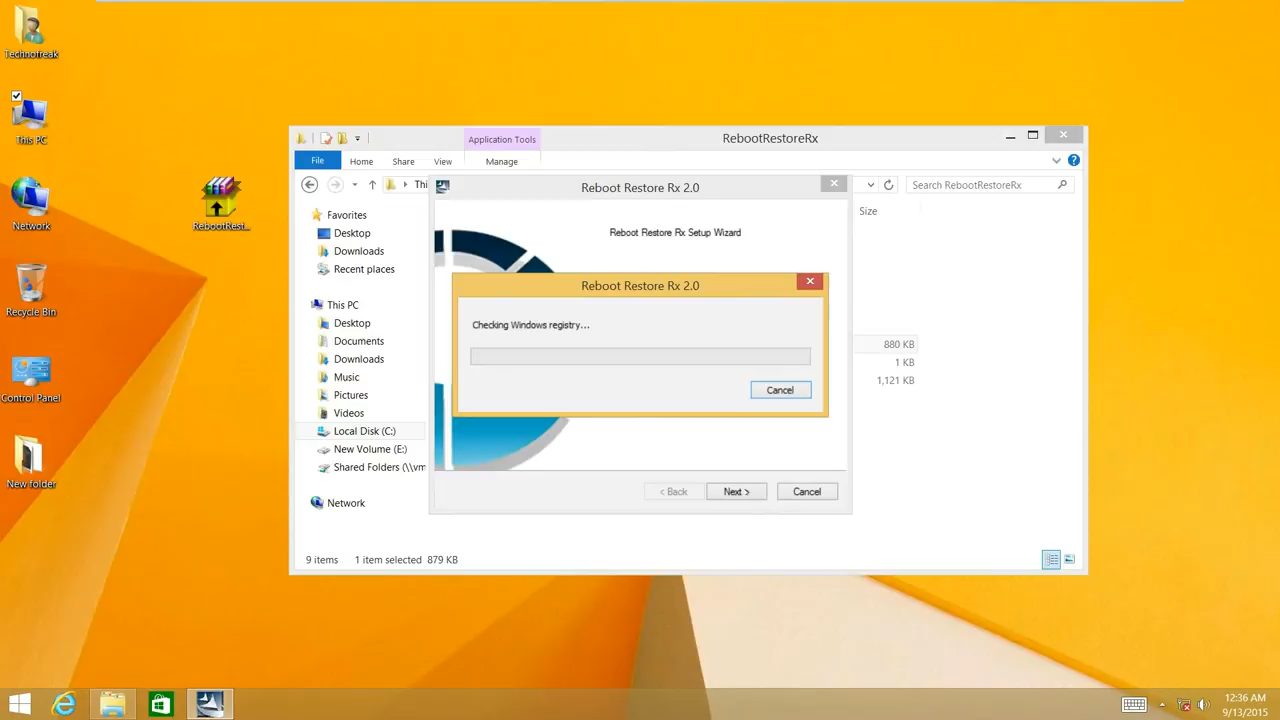 Technofreak
This PC
Network
Recycle Bin
Control Panel
New folder
RebootRest...
Application Tools
RebootRestoreRx
File
Home
Share
View
Manage
Thi
Search RebootRestoreRx
Size
Favorites
Desktop
Downloads
Recent places
This PC
Desktop
Documents
Downloads
Music
Pictures
Videos
Local Disk (C:)
New Volume (E:)
Shared Folders (\\vm
Network
880 KB
1 KB
1,121 KB
9 items
1 item selected 879 KB
Reboot Restore Rx 2.0
Reboot Restore Rx Setup Wizard
< Back
Next >
Cancel
Reboot Restore Rx 2.0
Checking Windows registry...
Cancel
12:36 AM
9/13/2015